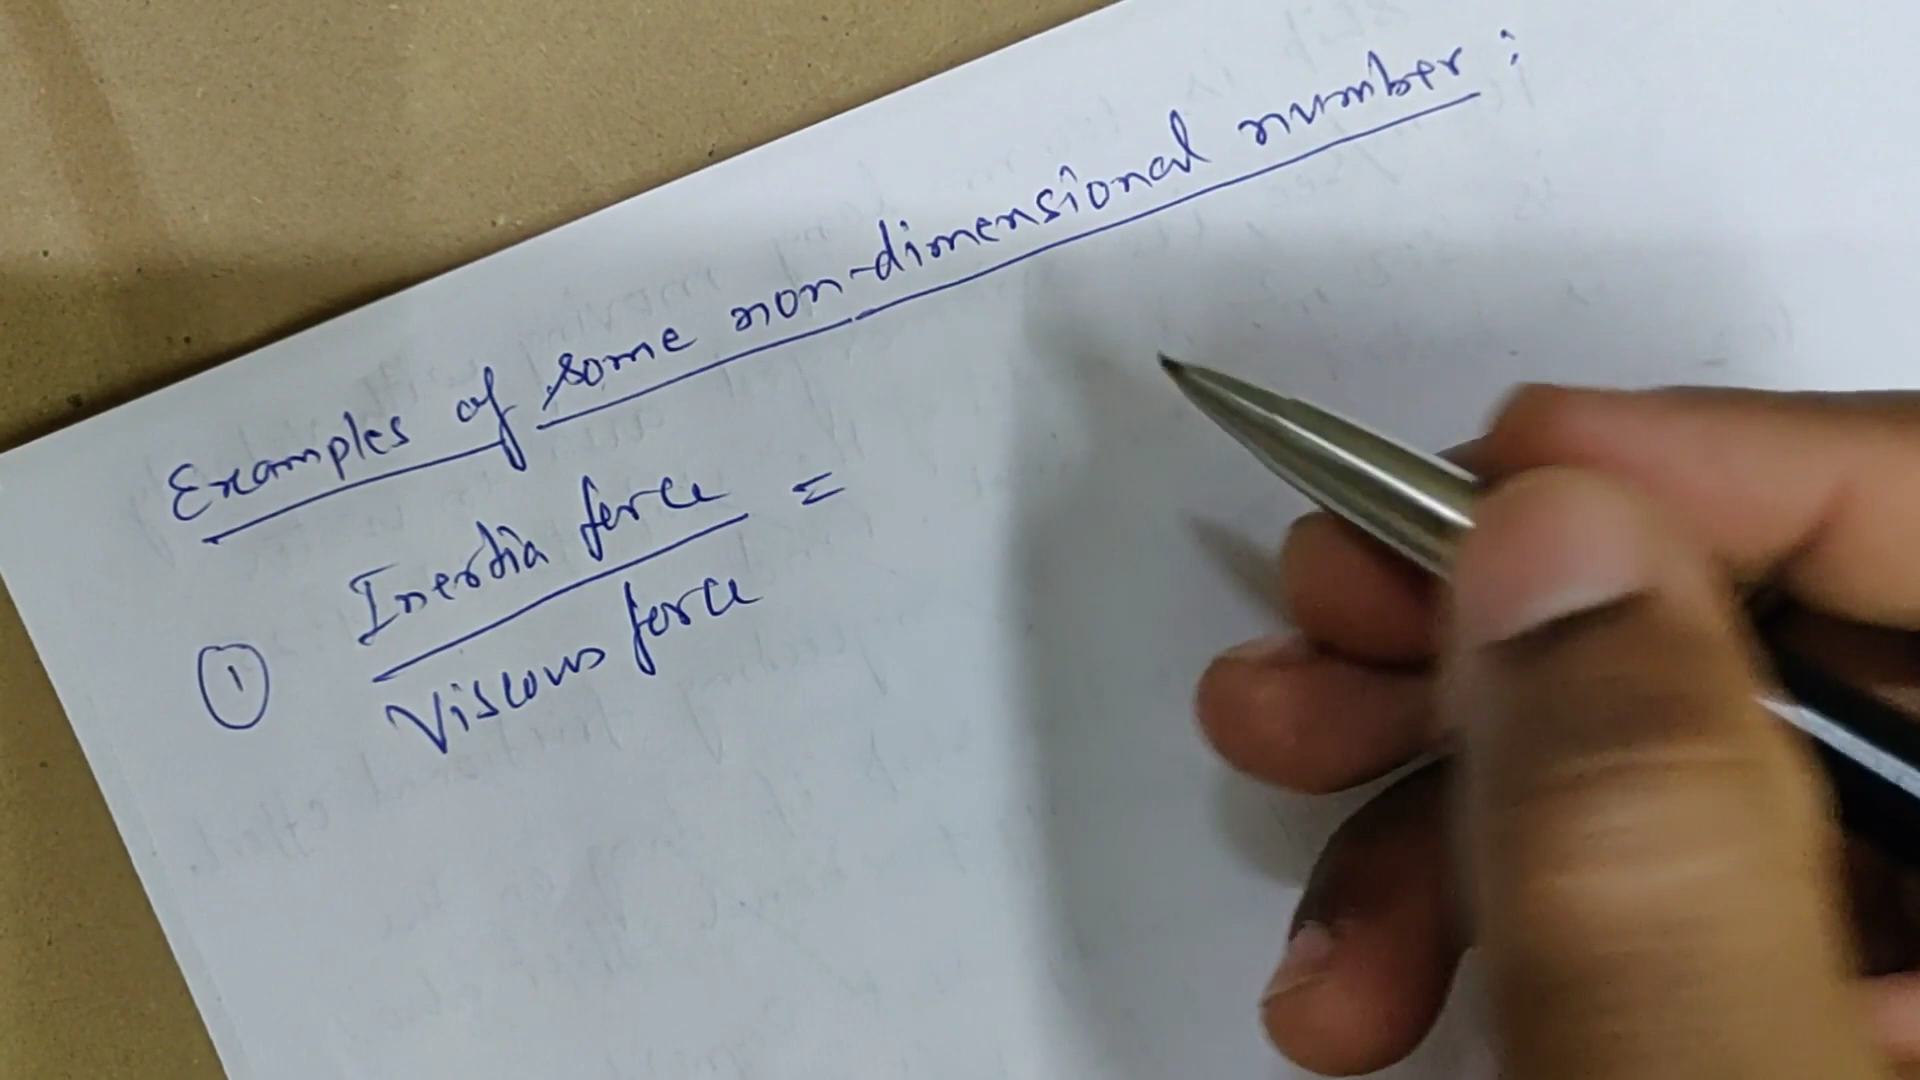 Examples of some non-dimensional number :
① Inertia force =
Viscous force